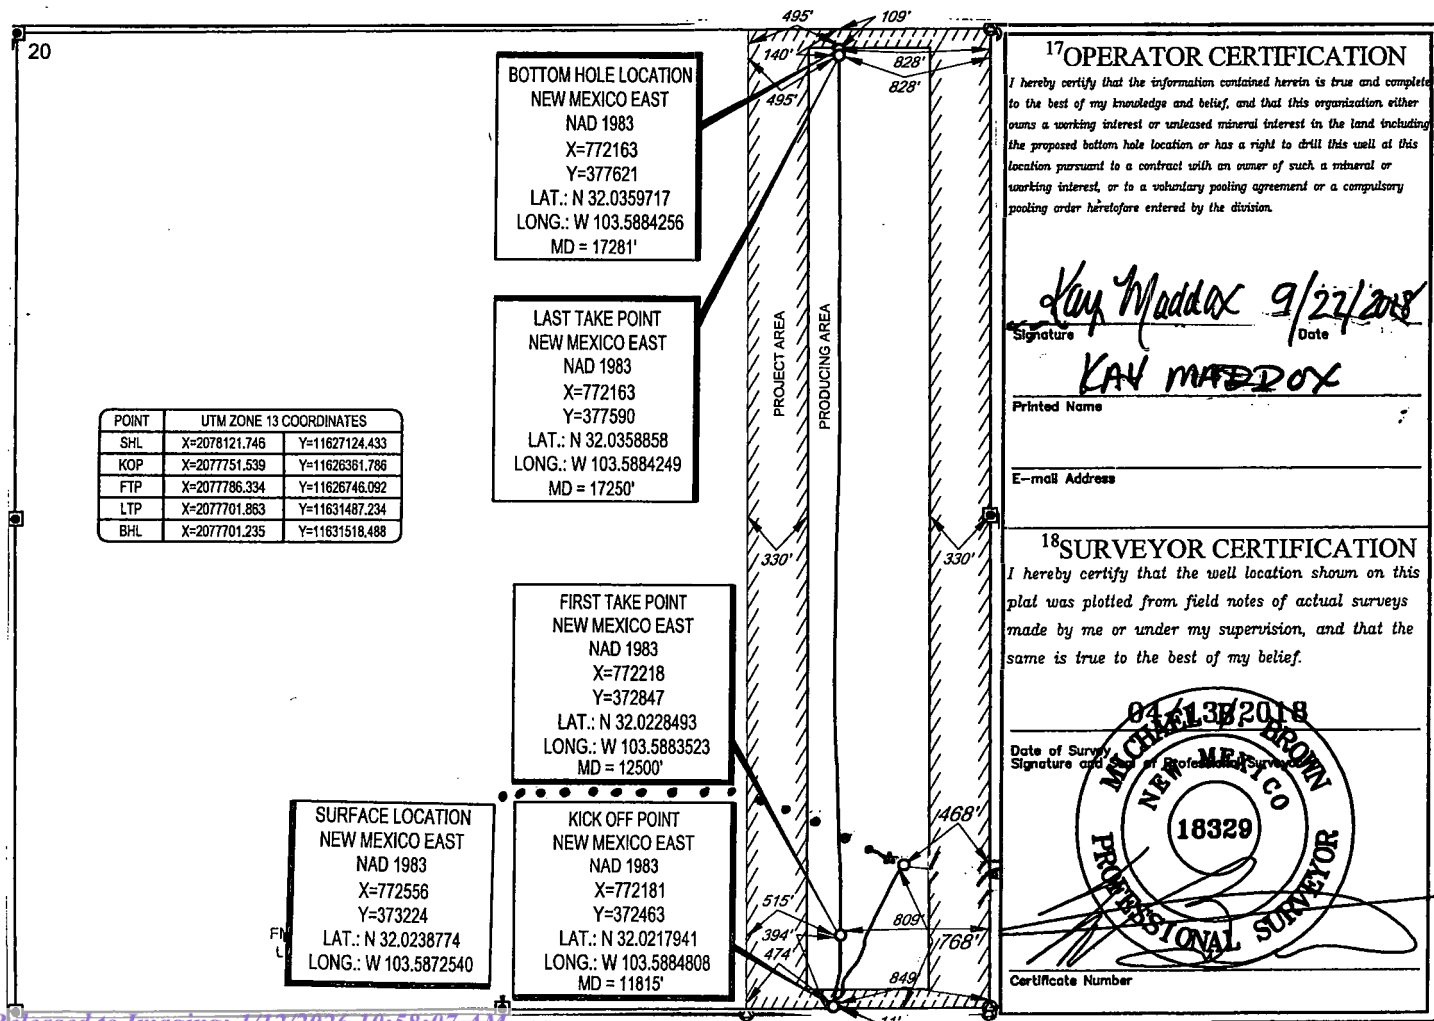 20
495'
109'
140'
828'
495'
828'
BOTTOM HOLE LOCATION
NEW MEXICO EAST
NAD 1983
X=772163
Y=377621
LAT.: N 32.0359717
LONG.: W 103.5884256
MD = 17281'
LAST TAKE POINT
NEW MEXICO EAST
NAD 1983
X=772163
Y=377590
LAT.: N 32.0358858
LONG.: W 103.5884249
MD = 17250'
PROJECT AREA
PRODUCING AREA
POINT UTM ZONE 13 COORDINATES
SHL X=2078121.746 Y=11627124.433
KOP X=2077751.539 Y=11626361.786
FTP X=2077786.334 Y=11626746.092
LTP X=2077701.863 Y=11631487.234
BHL X=2077701.235 Y=11631518.488
330'
330'
FIRST TAKE POINT
NEW MEXICO EAST
NAD 1983
X=772218
Y=372847
LAT.: N 32.0228493
LONG.: W 103.5883523
MD = 12500'
SURFACE LOCATION
NEW MEXICO EAST
NAD 1983
X=772556
Y=373224
LAT.: N 32.0238774
LONG.: W 103.5872540
KICK OFF POINT
NEW MEXICO EAST
NAD 1983
X=772181
Y=372463
LAT.: N 32.0217941
LONG.: W 103.5884808
MD = 11815'
468'
515'
809'
394'
768'
474'
849'
11'
17OPERATOR CERTIFICATION
I hereby certify that the information contained herein is true and complete
to the best of my knowledge and belief, and that this organization either
owns a working interest or unleased mineral interest in the land including
the proposed bottom hole location or has a right to drill this well at this
location pursuant to a contract with an owner of such a mineral or
working interest, or to a voluntary pooling agreement or a compulsory
pooling order heretofore entered by the division.
Kay Maddox 9/22/2018
Signature Date
KAY MADDOX
Printed Name
E-mail Address
18SURVEYOR CERTIFICATION
I hereby certify that the well location shown on this
plat was plotted from field notes of actual surveys
made by me or under my supervision, and that the
same is true to the best of my belief.
04/13/2018
Date of Survey
Signature and Seal of Professional Surveyor
MICHAEL B. BROWN
NEW MEXICO
18329
PROFESSIONAL SURVEYOR
Certificate Number
Released to Imaging: 1/12/2026 10:58:07 AM